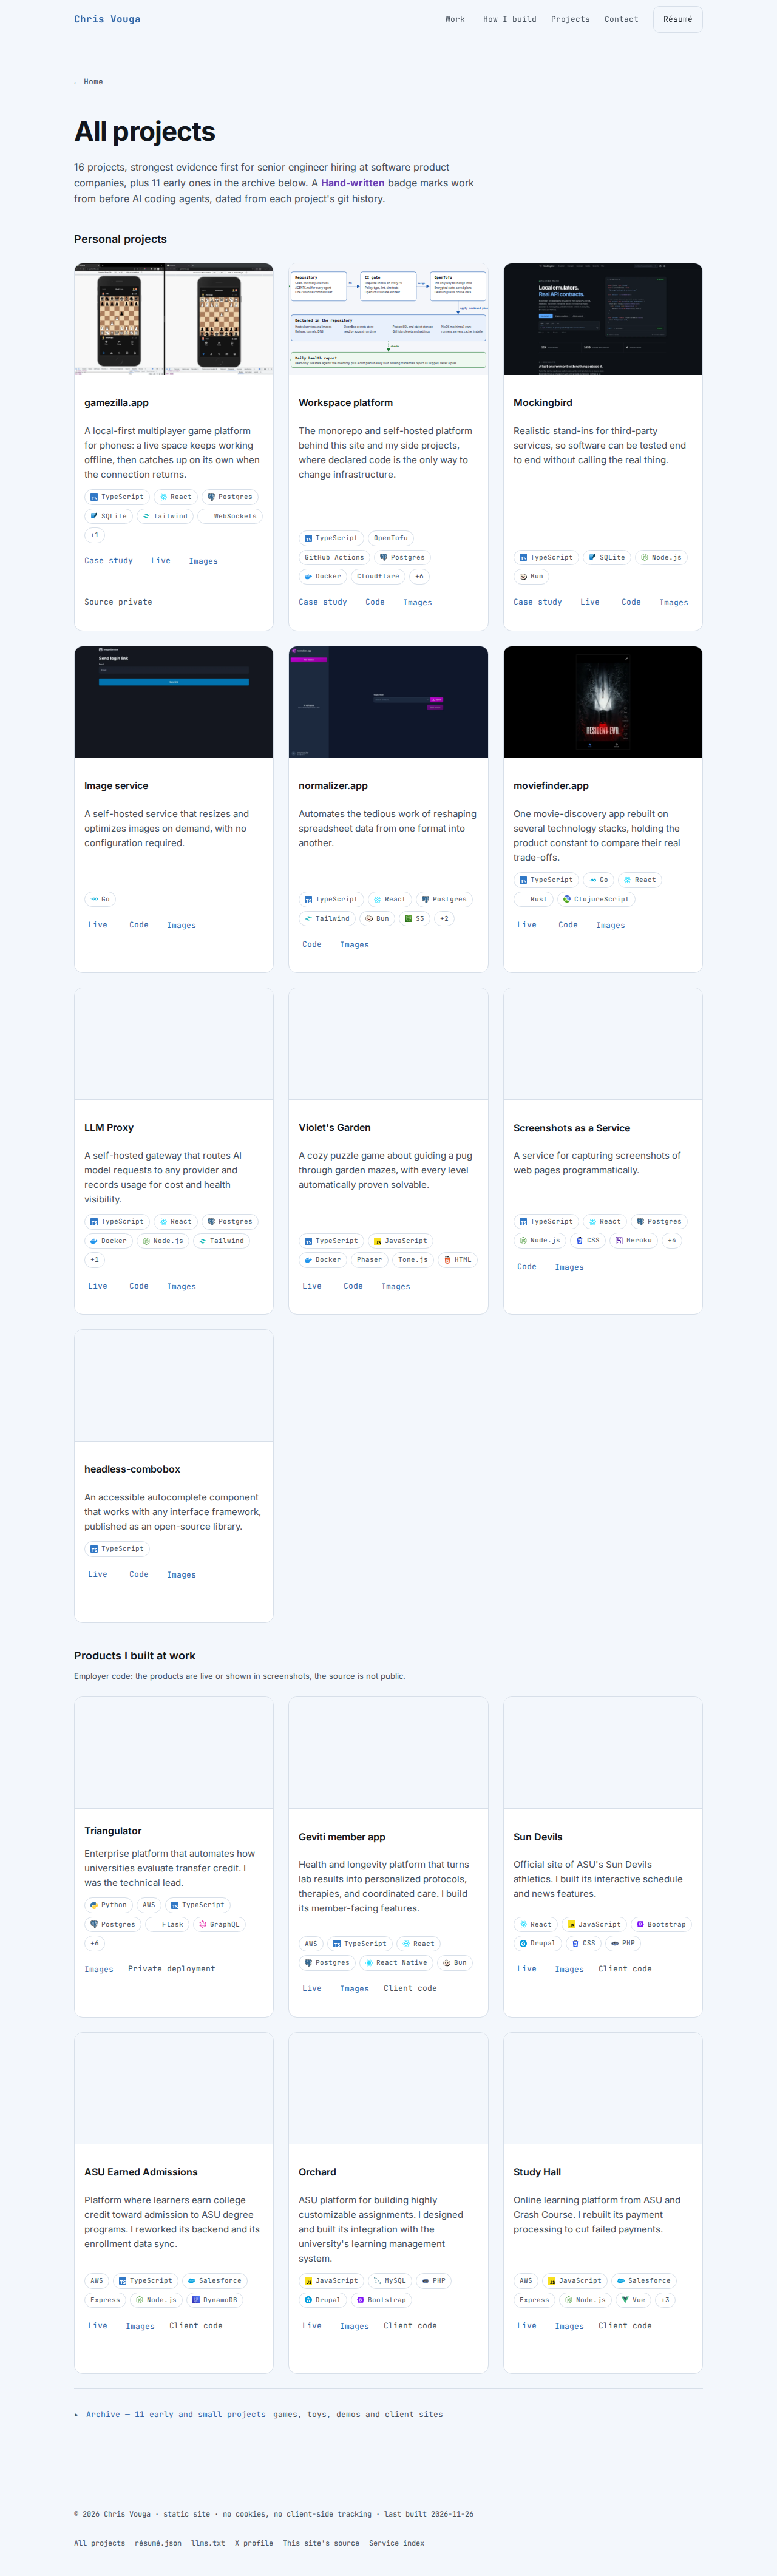 Chris Vouga
Work How I build Projects Contact Résumé
← Home
All projects
16 projects, strongest evidence first for senior engineer hiring at software product
companies, plus 11 early ones in the archive below. A Hand-written badge marks work
from before AI coding agents, dated from each project's git history.
Personal projects
gamezilla.app
A local-first multiplayer game platform
for phones: a live space keeps working
offline, then catches up on its own when
the connection returns.
TypeScript React Postgres
SQLite Tailwind WebSockets
+1
Case study Live Images
Source private
Repository
CI gate
OpenTofu
Declared in the repository
Daily health report
Workspace platform
The monorepo and self-hosted platform
behind this site and my side projects,
where declared code is the only way to
change infrastructure.
TypeScript OpenTofu
GitHub Actions Postgres
Docker Cloudflare +6
Case study Code Images
Local emulators.
Real API contracts.
Mockingbird
Realistic stand-ins for third-party
services, so software can be tested end
to end without calling the real thing.
TypeScript SQLite Node.js
Bun
Case study Live Code Images
Send login link
Image service
A self-hosted service that resizes and
optimizes images on demand, with no
configuration required.
Go
Live Code Images
normalizer.app
Automates the tedious work of reshaping
spreadsheet data from one format into
another.
TypeScript React Postgres
Tailwind Bun S3 +2
Code Images
RESIDENT EVIL
moviefinder.app
One movie-discovery app rebuilt on
several technology stacks, holding the
product constant to compare their real
trade-offs.
TypeScript Go React
Rust ClojureScript
Live Code Images
LLM Proxy
A self-hosted gateway that routes AI
model requests to any provider and
records usage for cost and health
visibility.
TypeScript React Postgres
Docker Node.js Tailwind
+1
Live Code Images
Violet's Garden
A cozy puzzle game about guiding a pug
through garden mazes, with every level
automatically proven solvable.
TypeScript JavaScript
Docker Phaser Tone.js HTML
Live Code Images
Screenshots as a Service
A service for capturing screenshots of
web pages programmatically.
TypeScript React Postgres
Node.js CSS Heroku +4
Code Images
headless-combobox
An accessible autocomplete component
that works with any interface framework,
published as an open-source library.
TypeScript
Live Code Images
Products I built at work
Employer code: the products are live or shown in screenshots, the source is not public.
Triangulator
Enterprise platform that automates how
universities evaluate transfer credit. I
was the technical lead.
Python AWS TypeScript
Postgres Flask GraphQL
+6
Images Private deployment
Geviti member app
Health and longevity platform that turns
lab results into personalized protocols,
therapies, and coordinated care. I build
its member-facing features.
AWS TypeScript React
Postgres React Native Bun
Live Images Client code
Sun Devils
Official site of ASU's Sun Devils
athletics. I built its interactive schedule
and news features.
React JavaScript Bootstrap
Drupal CSS PHP
Live Images Client code
ASU Earned Admissions
Platform where learners earn college
credit toward admission to ASU degree
programs. I reworked its backend and its
enrollment data sync.
AWS TypeScript Salesforce
Express Node.js DynamoDB
Live Images Client code
Orchard
ASU platform for building highly
customizable assignments. I designed
and built its integration with the
university's learning management
system.
JavaScript MySQL PHP
Drupal Bootstrap
Live Images Client code
Study Hall
Online learning platform from ASU and
Crash Course. I rebuilt its payment
processing to cut failed payments.
AWS JavaScript Salesforce
Express Node.js Vue +3
Live Images Client code
▸ Archive — 11 early and small projects games, toys, demos and client sites
© 2026 Chris Vouga · static site · no cookies, no client-side tracking · last built 2026-11-26
All projects résumé.json llms.txt X profile This site's source Service index